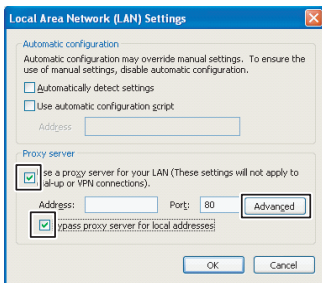 Local Area Network (LAN) Settings
Automatic configuration
Automatic configuration may override manual settings. To ensure the
use of manual settings, disable automatic configuration.
Automatically detect settings
Use automatic configuration script
Address
Proxy server
se a proxy server for your LAN (These settings will not apply to
ial-up or VPN connections).
Address:
Port: 80
Advanced
ypass proxy server for local addresses
OK
Cancel